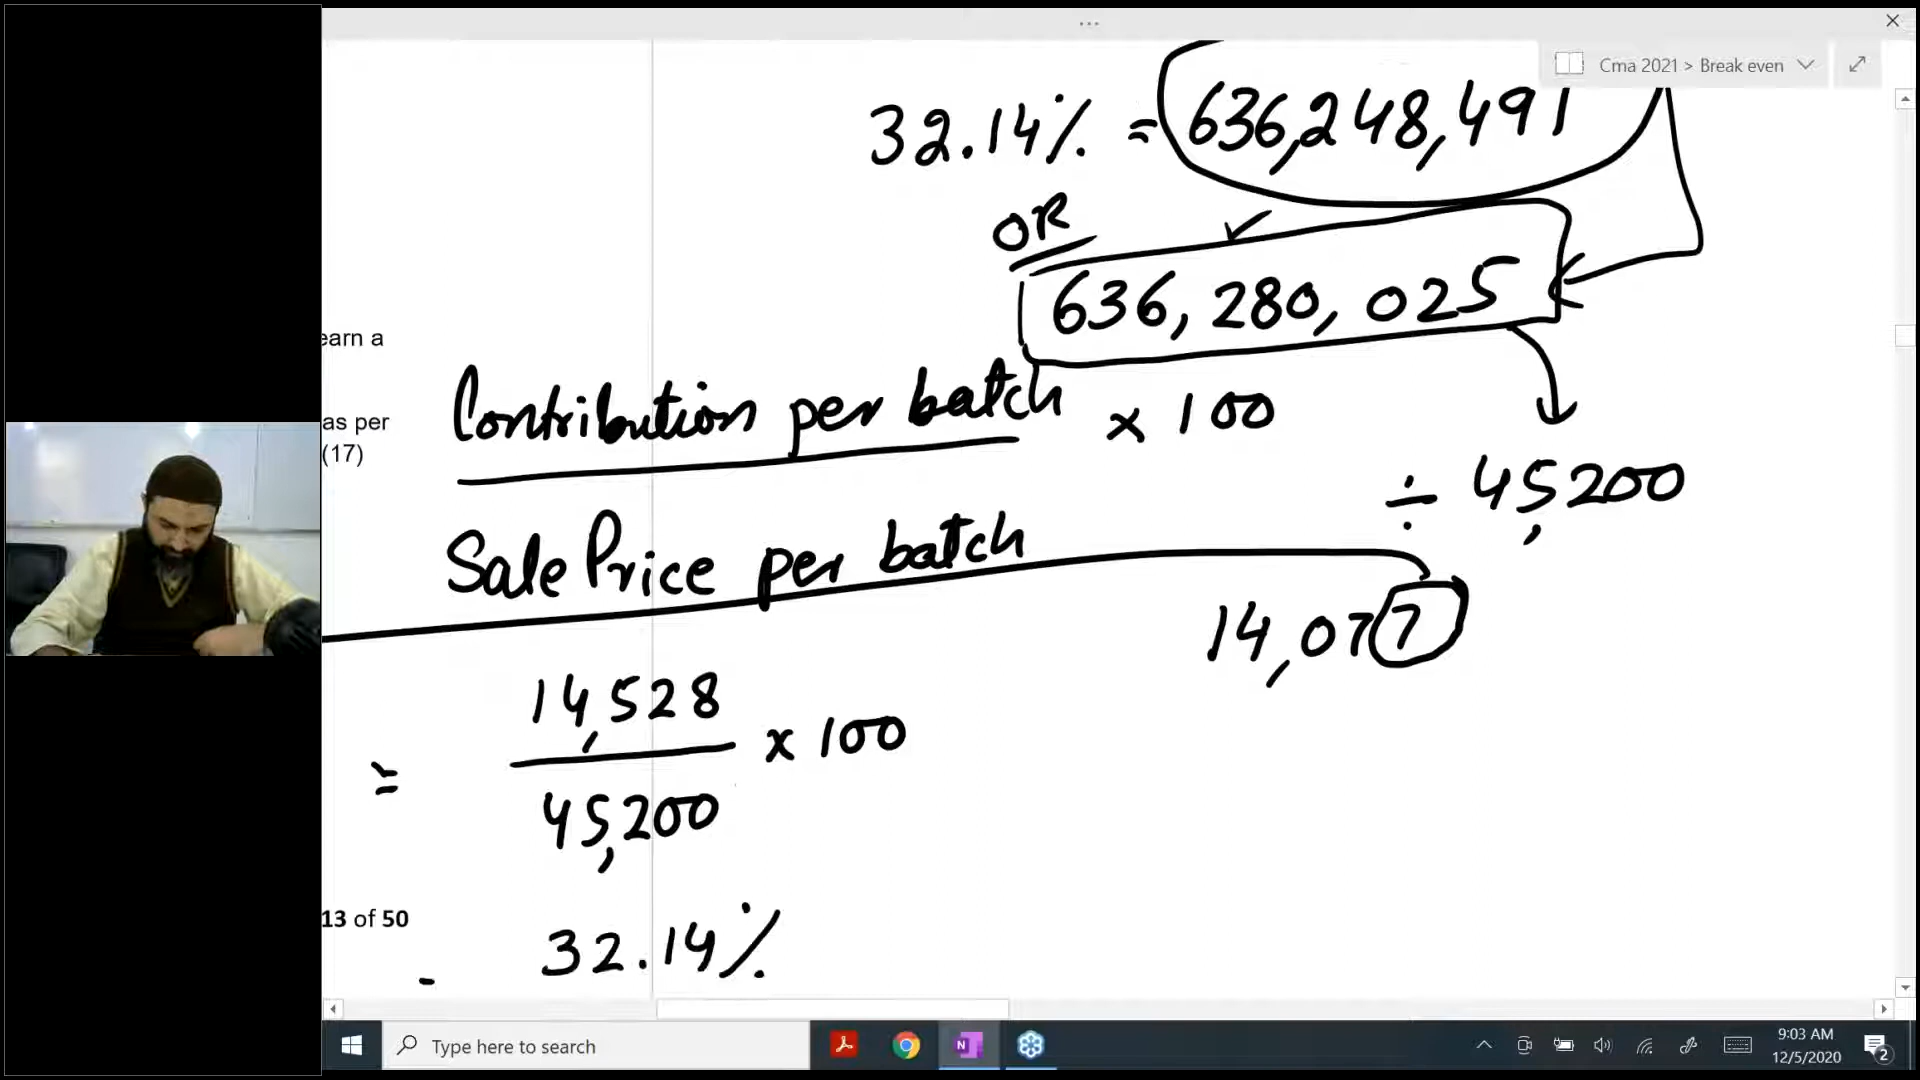 Cma 2021 > Break even
32.14% = 636,248,491
OR
636,280,025
earn a
Contribution per batch × 100
as per
(17)
÷ 45,200
Sale Price per batch
14,077
14,528
= × 100
45,200
13 of 50
32.14%
Type here to search
9:03 AM
12/5/2020
2